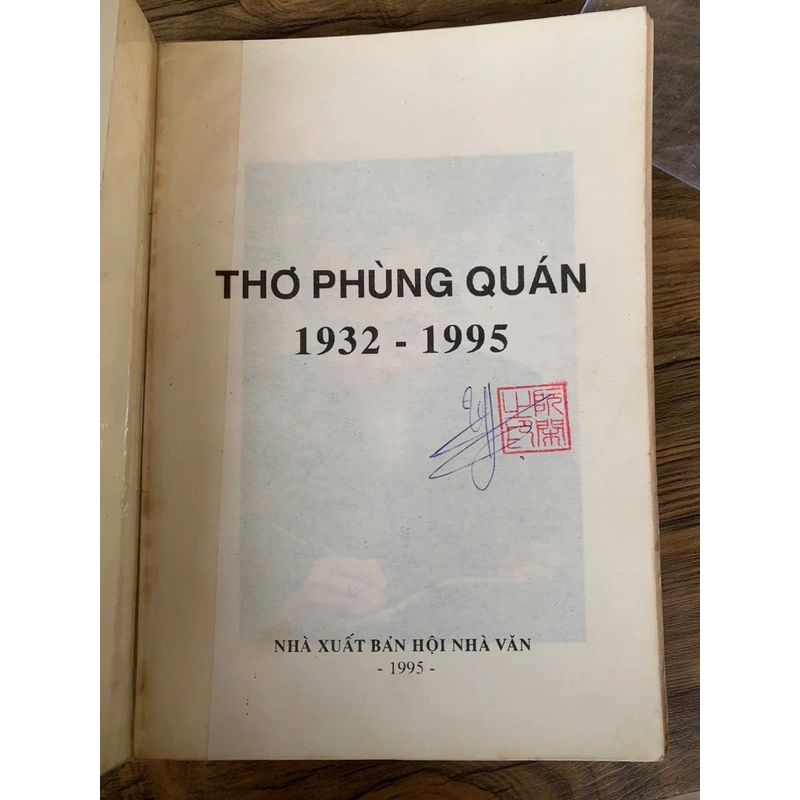 THƠ PHÙNG QUÁN
1932 - 1995
NHÀ XUẤT BẢN HỘI NHÀ VĂN
- 1995 -